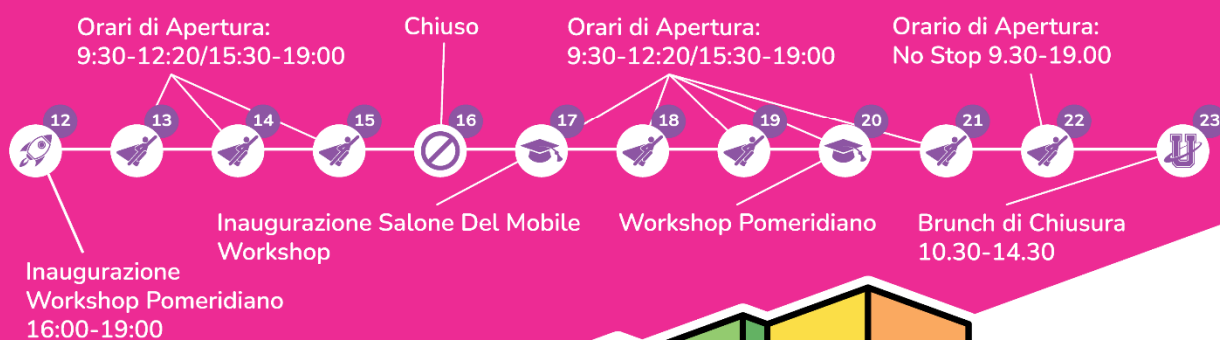 Orari di Apertura:
9:30-12:20/15:30-19:00
Chiuso
Orari di Apertura:
9:30-12:20/15:30-19:00
Orario di Apertura:
No Stop 9.30-19.00
12
13
14
15
16
17
18
19
20
21
22
23
U
Inaugurazione Salone Del Mobile
Workshop
Workshop Pomeridiano
Brunch di Chiusura
10.30-14.30
Inaugurazione
Workshop Pomeridiano
16:00-19:00